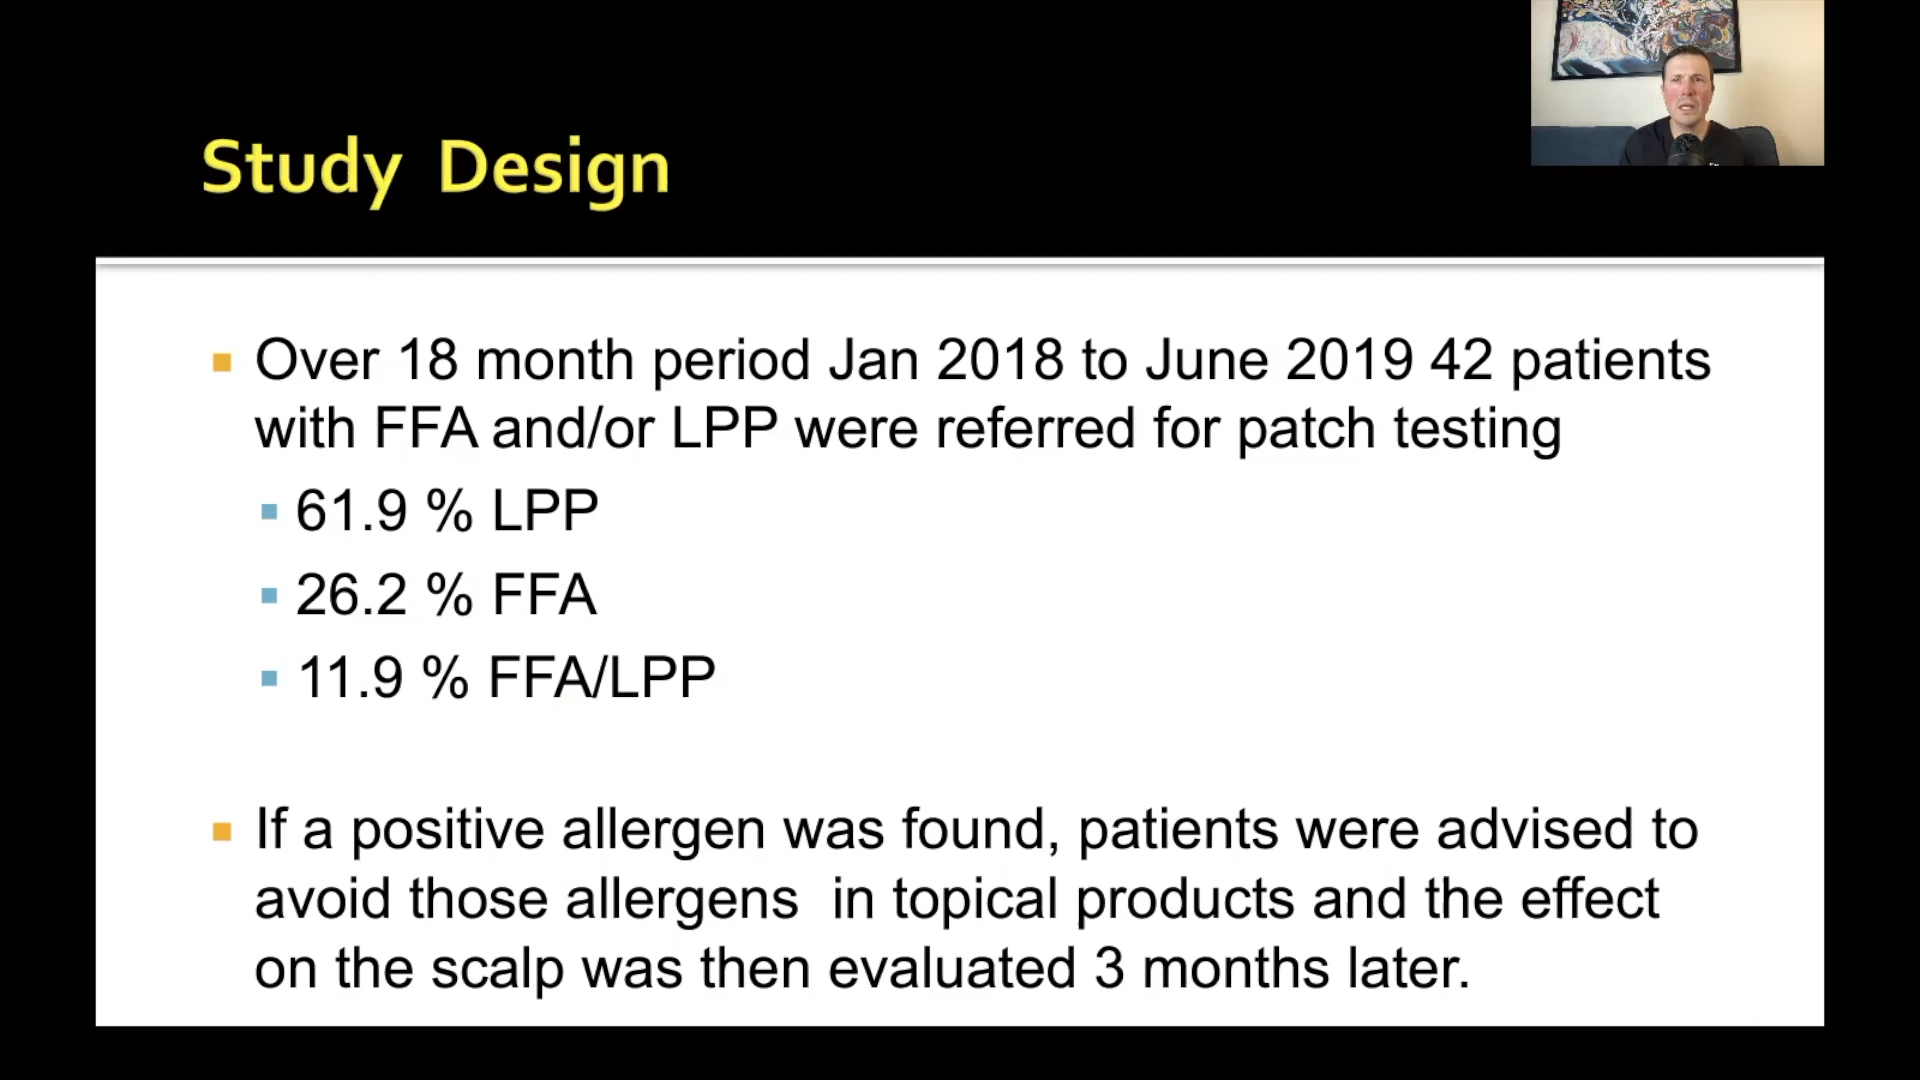 Study Design
Over 18 month period Jan 2018 to June 2019 42 patients
with FFA and/or LPP were referred for patch testing
61.9 % LPP
26.2 % FFA
11.9 % FFA/LPP
If a positive allergen was found, patients were advised to
avoid those allergens in topical products and the effect
on the scalp was then evaluated 3 months later.